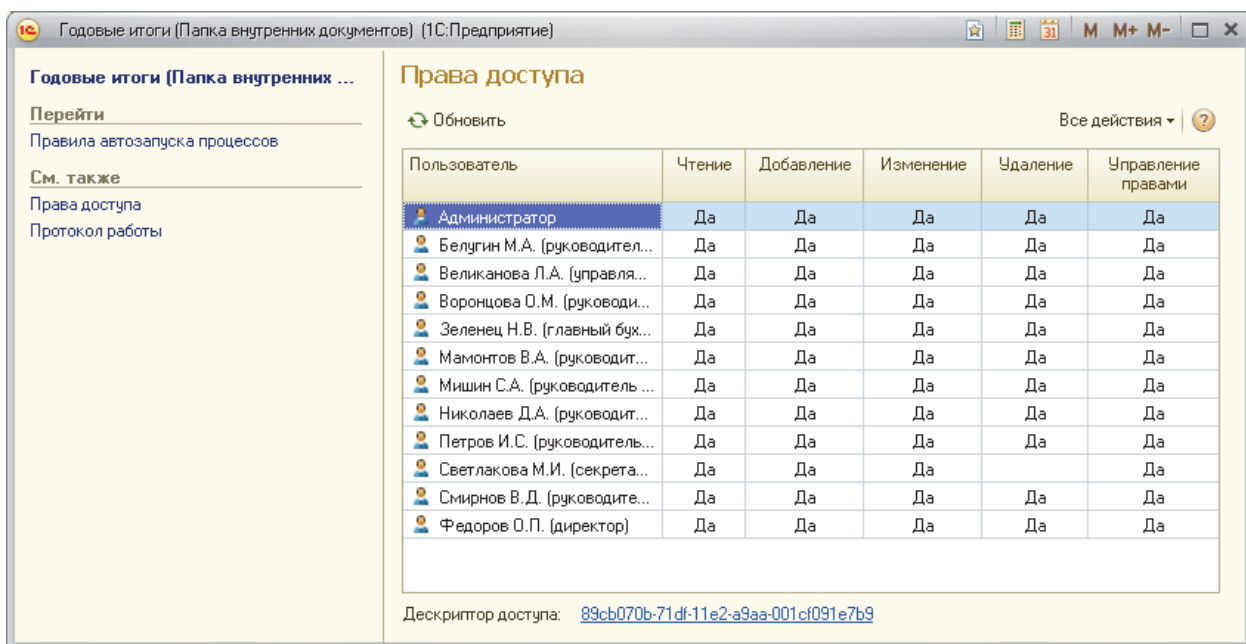 1С Годовые итоги (Папка внутренних документов) (1С:Предприятие) 31 M M+ M-
Годовые итоги (Папка внутренних ...
Перейти
Правила автозапуска процессов
См. также
Права доступа
Протокол работы
Права доступа
Обновить Все действия ?
Пользователь Чтение Добавление Изменение Удаление Управление правами
Администратор Да Да Да Да Да
Белугин М.А. (руководител... Да Да Да Да Да
Великанова Л.А. (управля... Да Да Да Да Да
Воронцова О.М. (руководи... Да Да Да Да Да
Зеленец Н.В. (главный бух... Да Да Да Да Да
Мамонтов В.А. (руководит... Да Да Да Да Да
Мишин С.А. (руководитель ... Да Да Да Да Да
Николаев Д.А. (руководит... Да Да Да Да Да
Петров И.С. (руководитель... Да Да Да Да Да
Светлакова М.И. (секрета... Да Да Да Да
Смирнов В.Д. (руководите... Да Да Да Да Да
Федоров О.П. (директор) Да Да Да Да Да
Дескриптор доступа: 89cb070b-71df-11e2-a9aa-001cf091e7b9